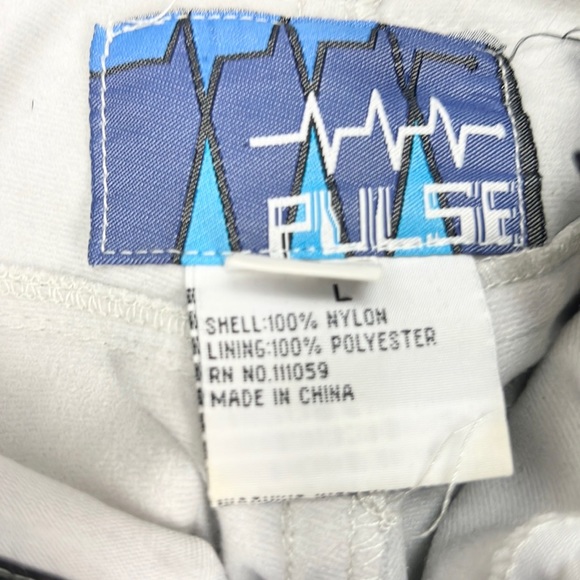 PULSE
L
SHELL:100% NYLON
LINING:100% POLYESTER
RN NO.111059
MADE IN CHINA